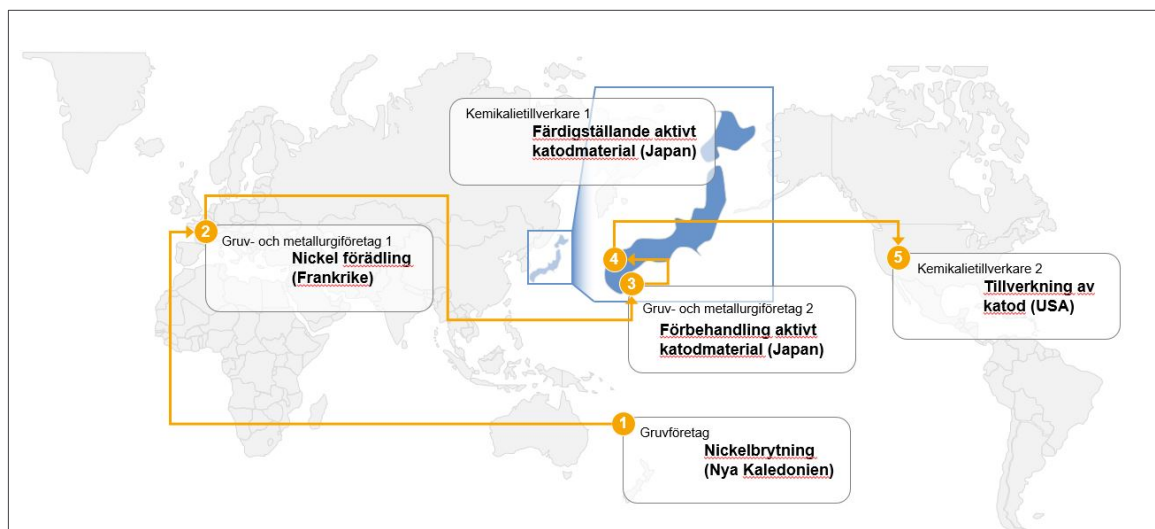 Kemikalietillverkare 1
Färdigställande aktivt
katodmaterial (Japan)
2
Gruv- och metallurgiföretag 1
Nickel förädling
(Frankrike)
4
3
5
Kemikalietillverkare 2
Tillverkning av
katod (USA)
Gruv- och metallurgiföretag 2
Förbehandling aktivt
katodmaterial (Japan)
1
Gruvföretag
Nickelbrytning
(Nya Kaledonien)